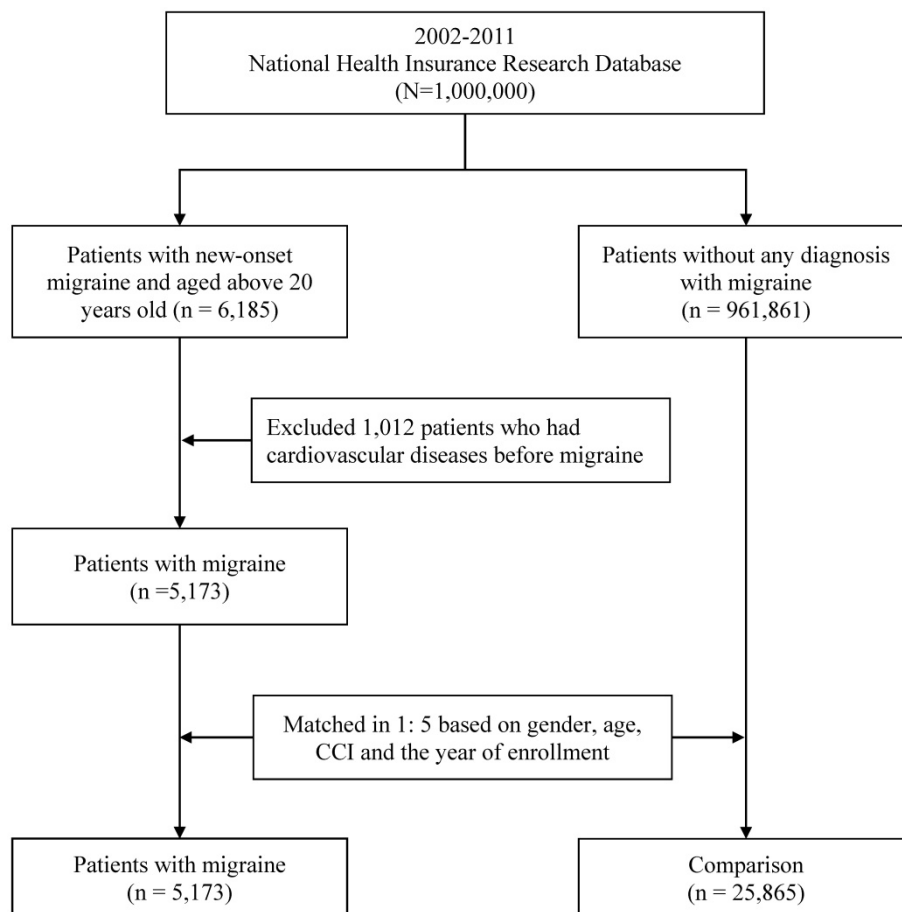 2002-2011
National Health Insurance Research Database
(N=1,000,000)
Patients with new-onset
migraine and aged above 20
years old (n = 6,185)
Patients without any diagnosis
with migraine
(n = 961,861)
Excluded 1,012 patients who had
cardiovascular diseases before migraine
Patients with migraine
(n =5,173)
Matched in 1: 5 based on gender, age,
CCI and the year of enrollment
Patients with migraine
(n = 5,173)
Comparison
(n = 25,865)